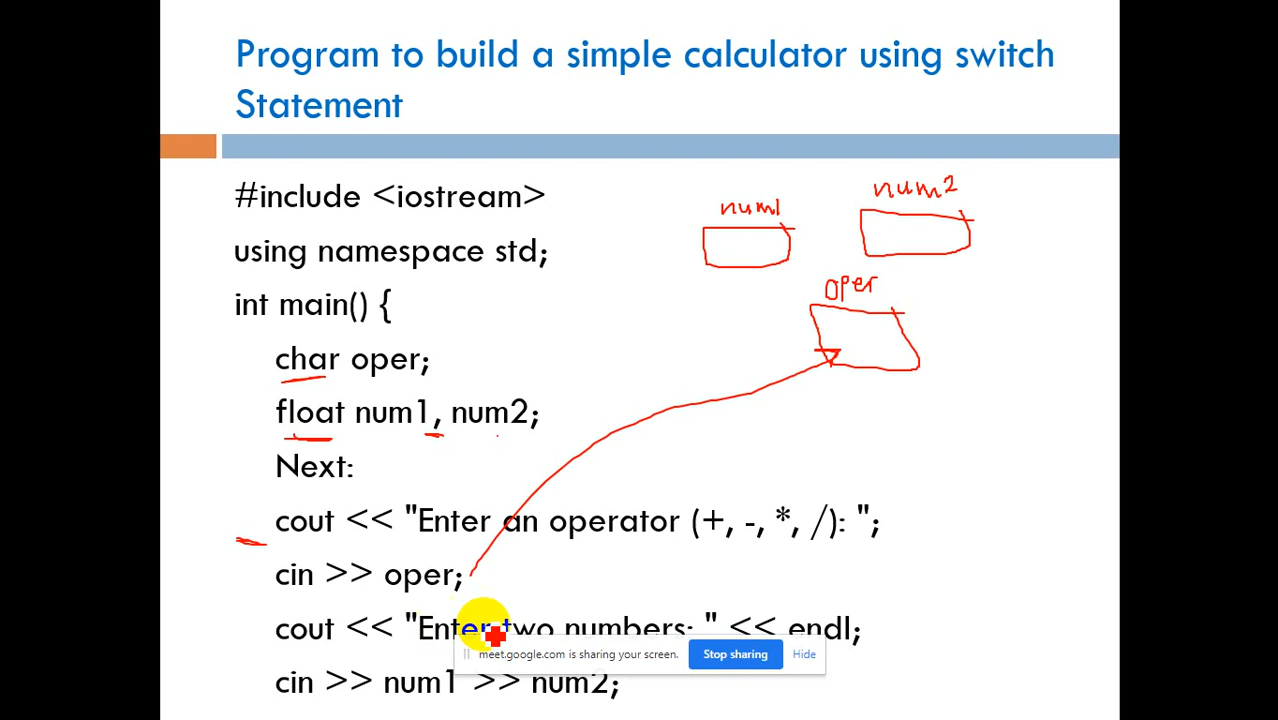 Program to build a simple calculator using switch
Statement
#include <iostream>
num1
num2
using namespace std;
int main() {
oper
char oper;
float num1, num2;
Next:
cout << "Enter an operator (+, -, *, /): ";
cin >> oper;
cout << "Enter two numbers: " << endl;
meet.google.com is sharing your screen.
Stop sharing
Hide
cin >> num1 >> num2;